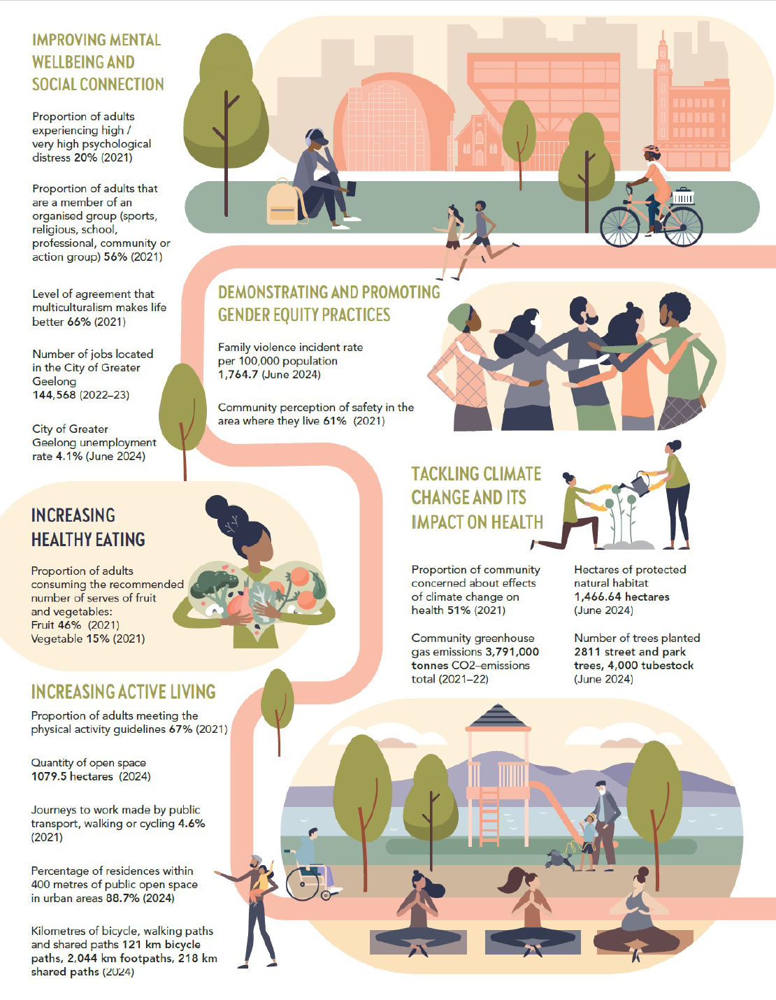 IMPROVING MENTAL
WELLBEING AND
SOCIAL CONNECTION
Proportion of adults
experiencing high /
very high psychological
distress 20% (2021)
Proportion of adults that
are a member of an
organised group (sports,
religious, school,
professional, community or
action group) 56% (2021)
Level of agreement that
multiculturalism makes life
better 66% (2021)
Number of jobs located
in the City of Greater
Geelong
144,568 (2022–23)
City of Greater
Geelong unemployment
rate 4.1% (June 2024)
DEMONSTRATING AND PROMOTING
GENDER EQUITY PRACTICES
Family violence incident rate
per 100,000 population
1,764.7 (June 2024)
Community perception of safety in the
area where they live 61% (2021)
INCREASING
HEALTHY EATING
Proportion of adults
consuming the recommended
number of serves of fruit
and vegetables:
Fruit 46% (2021)
Vegetable 15% (2021)
TACKLING CLIMATE
CHANGE AND ITS
IMPACT ON HEALTH
Proportion of community
concerned about effects
of climate change on
health 51% (2021)
Community greenhouse
gas emissions 3,791,000
tonnes CO2–emissions
total (2021–22)
Hectares of protected
natural habitat
1,466.64 hectares
(June 2024)
Number of trees planted
2811 street and park
trees, 4,000 tubestock
(June 2024)
INCREASING ACTIVE LIVING
Proportion of adults meeting the
physical activity guidelines 67% (2021)
Quantity of open space
1079.5 hectares (2024)
Journeys to work made by public
transport, walking or cycling 4.6%
(2021)
Percentage of residences within
400 metres of public open space
in urban areas 88.7% (2024)
Kilometres of bicycle, walking paths
and shared paths 121 km bicycle
paths, 2,044 km footpaths, 218 km
shared paths (2024)